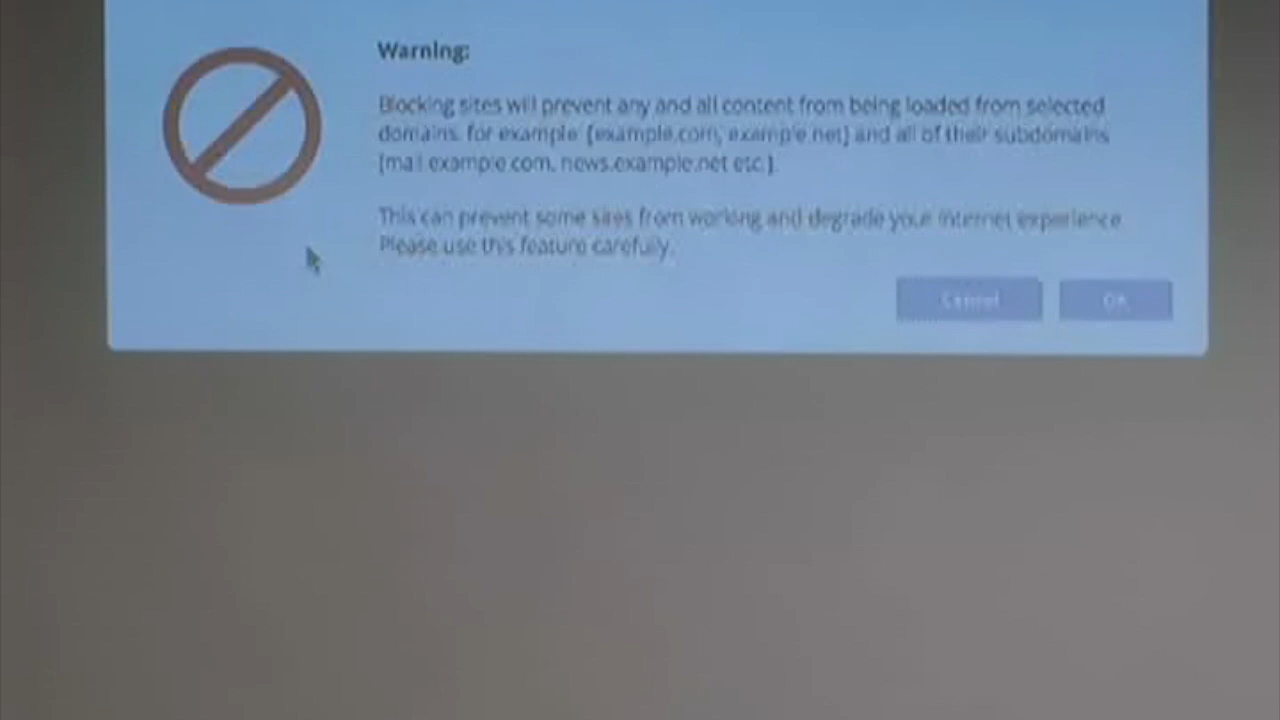 Warning:
Blocking sites will prevent any and all content from being loaded from selected
domains, for example [example.com, example.net] and all of their subdomains
[mail.example.com, news.example.net etc.].
This can prevent some sites from working and degrade your internet experience.
Please use this feature carefully.
Cancel OK